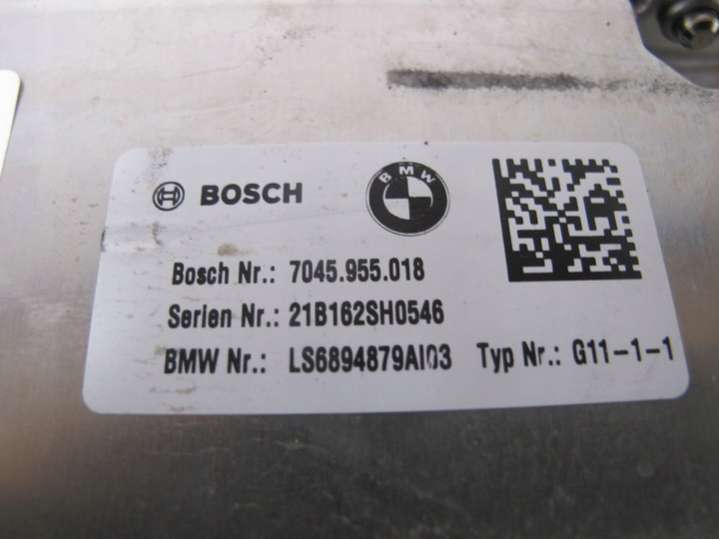 BOSCH
BMW
Bosch Nr.: 7045.955.018
Serien Nr.: 21B162SH0546
BMW Nr.: LS6894879AI03 Typ Nr.: G11-1-1